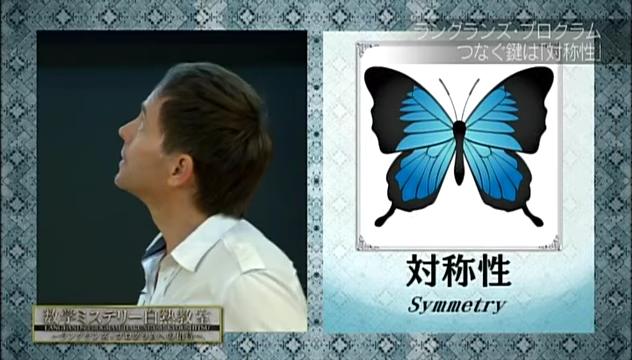 ラングランズ・プログラム
つなぐ鍵は「対称性」
対称性
Symmetry
数学ミステリー白熱教室